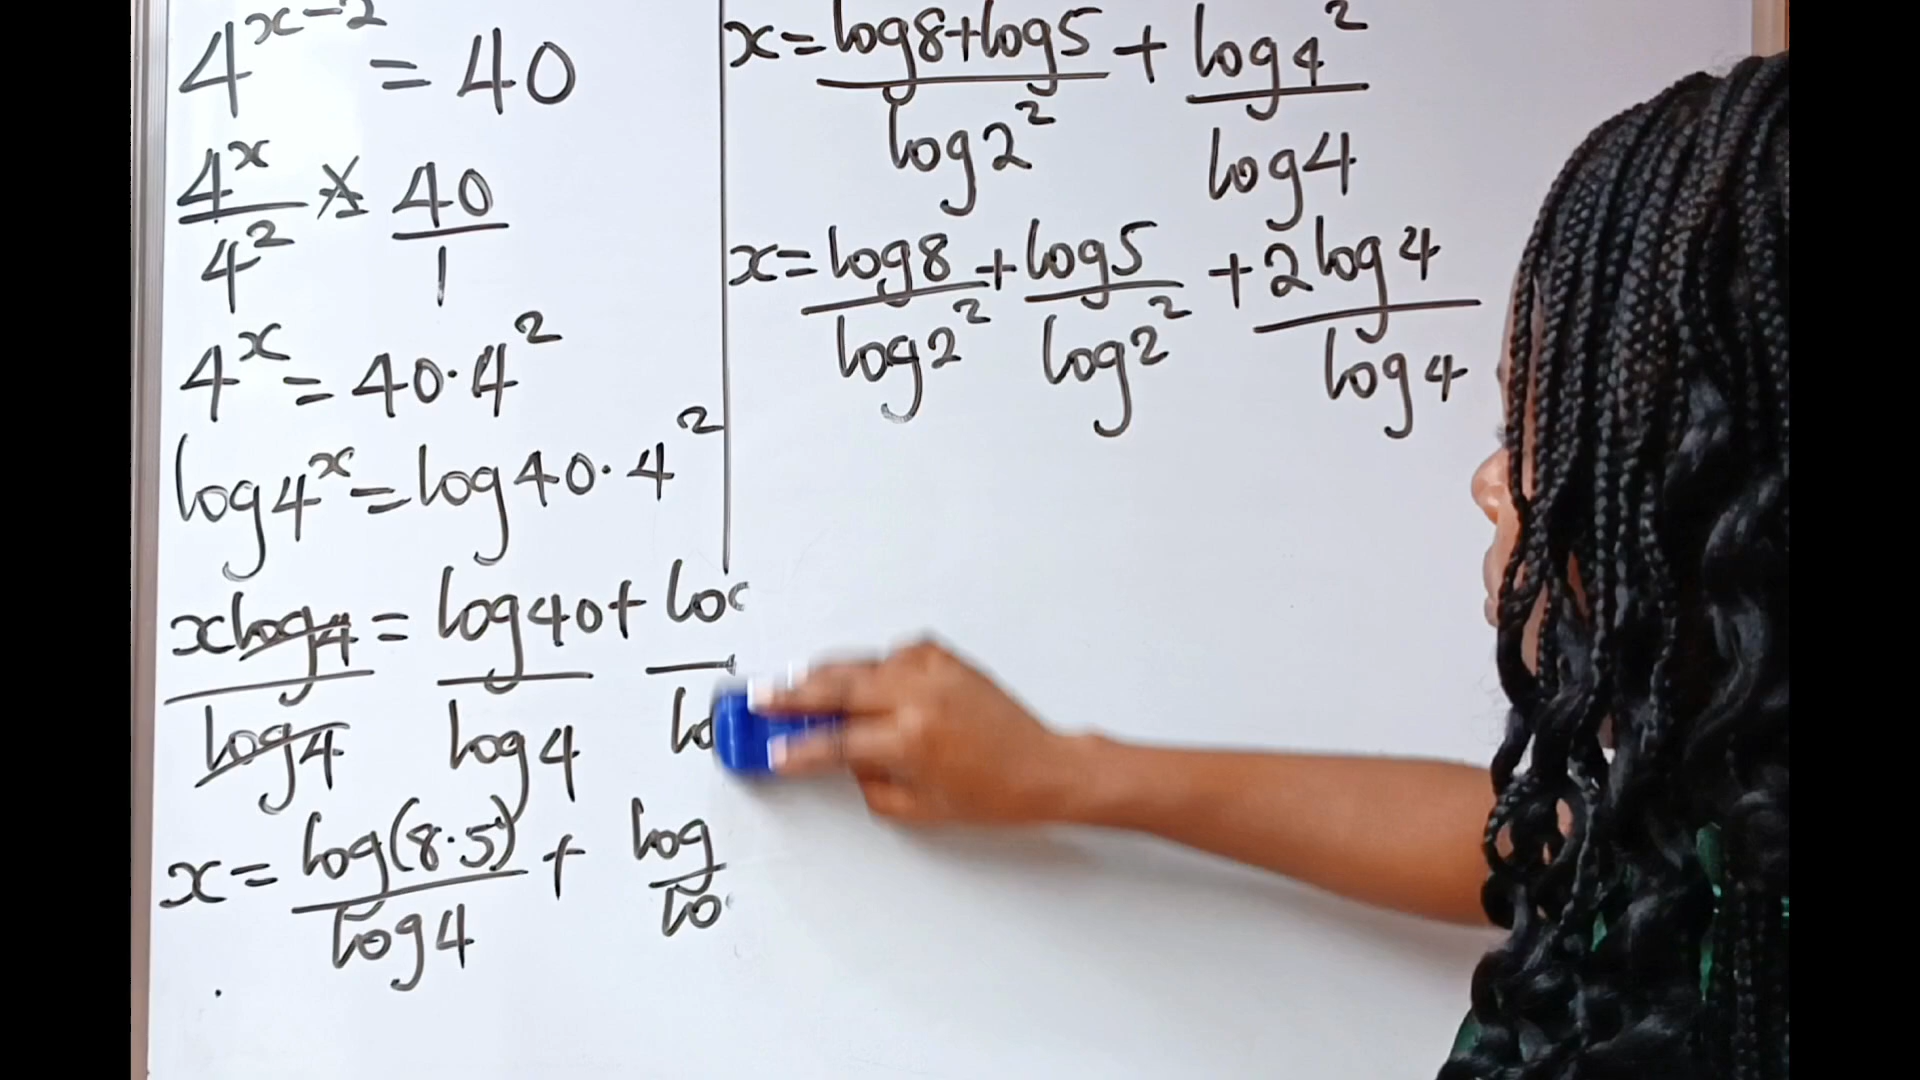 4^{x-2} = 40
4^x/4^2 = 40/1
4^x = 40·4^2
log4^x = log40·4^2
xlog4/log4 = log40/log4 + lo
x = log(8·5)/log4 + log/lo
x = (log8+log5)/log2^2 + log4^2/log4
x = log8/log2^2 + log5/log2^2 + 2log4/log4